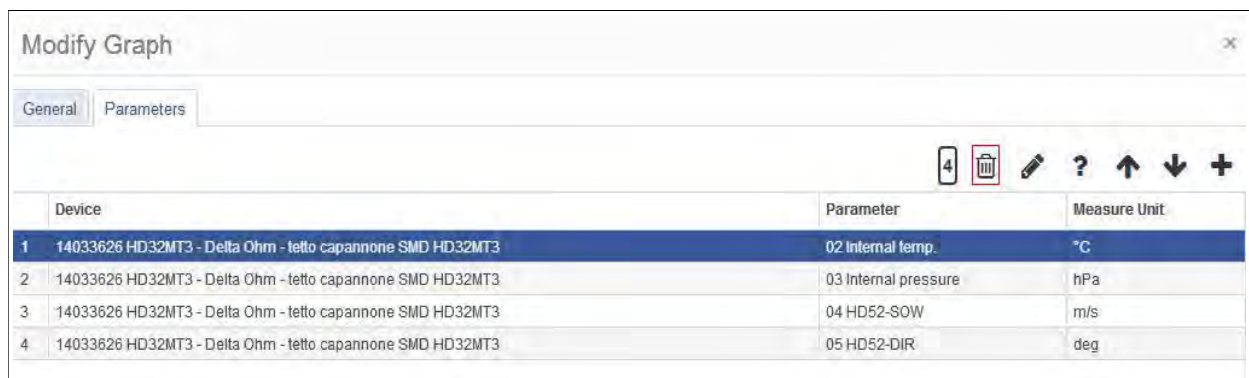 Modify Graph ×
General Parameters
4 ?
Device Parameter Measure Unit
1 14033626 HD32MT3 - Delta Ohm - tetto capannone SMD HD32MT3 02 Internal temp. °C
2 14033626 HD32MT3 - Delta Ohm - tetto capannone SMD HD32MT3 03 Internal pressure hPa
3 14033626 HD32MT3 - Delta Ohm - tetto capannone SMD HD32MT3 04 HD52-SOW m/s
4 14033626 HD32MT3 - Delta Ohm - tetto capannone SMD HD32MT3 05 HD52-DIR deg